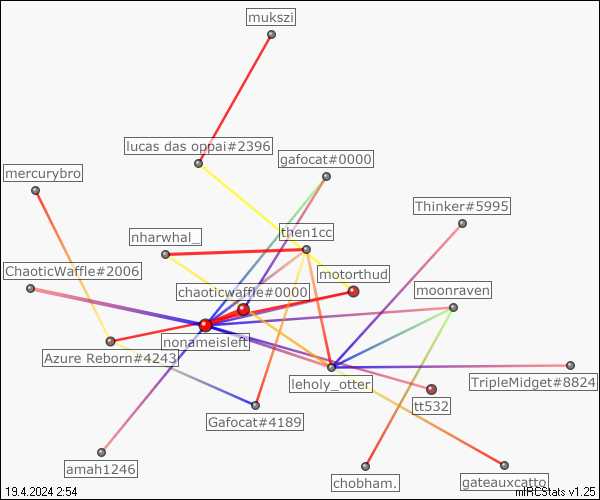 mukszi
lucas das oppai#2396
gafocat#0000
mercurybro
Thinker#5995
then1cc
nharwhal_
ChaoticWaffle#2006
motorthud
chaoticwaffle#0000
moonraven
nonameisleft
Azure Reborn#4243
leholy_otter
TripleMidget#8824
tt532
Gafocat#4189
amah1246
chobham.
gateauxcatto
19.4.2024 2:54
mIRCStats v1.25